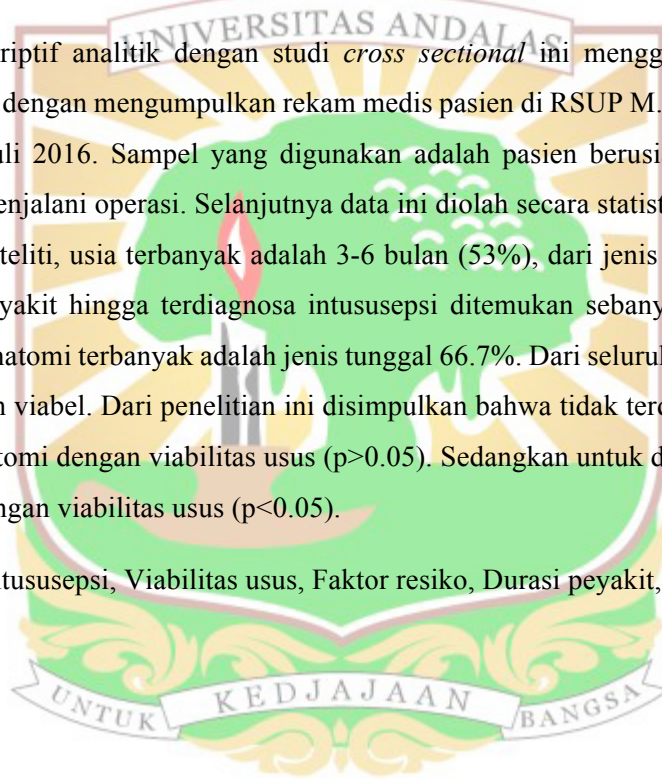 UNIVERSITAS ANDALAS
riptif analitik dengan studi cross sectional ini mengg
dengan mengumpulkan rekam medis pasien di RSUP M.
uli 2016. Sampel yang digunakan adalah pasien berusi
enjalani operasi. Selanjutnya data ini diolah secara statist
teliti, usia terbanyak adalah 3-6 bulan (53%), dari jenis
yakit hingga terdiagnosa intususepsi ditemukan sebany
natomi terbanyak adalah jenis tunggal 66.7%. Dari seluruh
n viabel. Dari penelitian ini disimpulkan bahwa tidak terd
tomi dengan viabilitas usus (p>0.05). Sedangkan untuk d
ngan viabilitas usus (p<0.05).
ntususepsi, Viabilitas usus, Faktor resiko, Durasi peyakit,
UNTUK KEDJAJAAN BANGSA